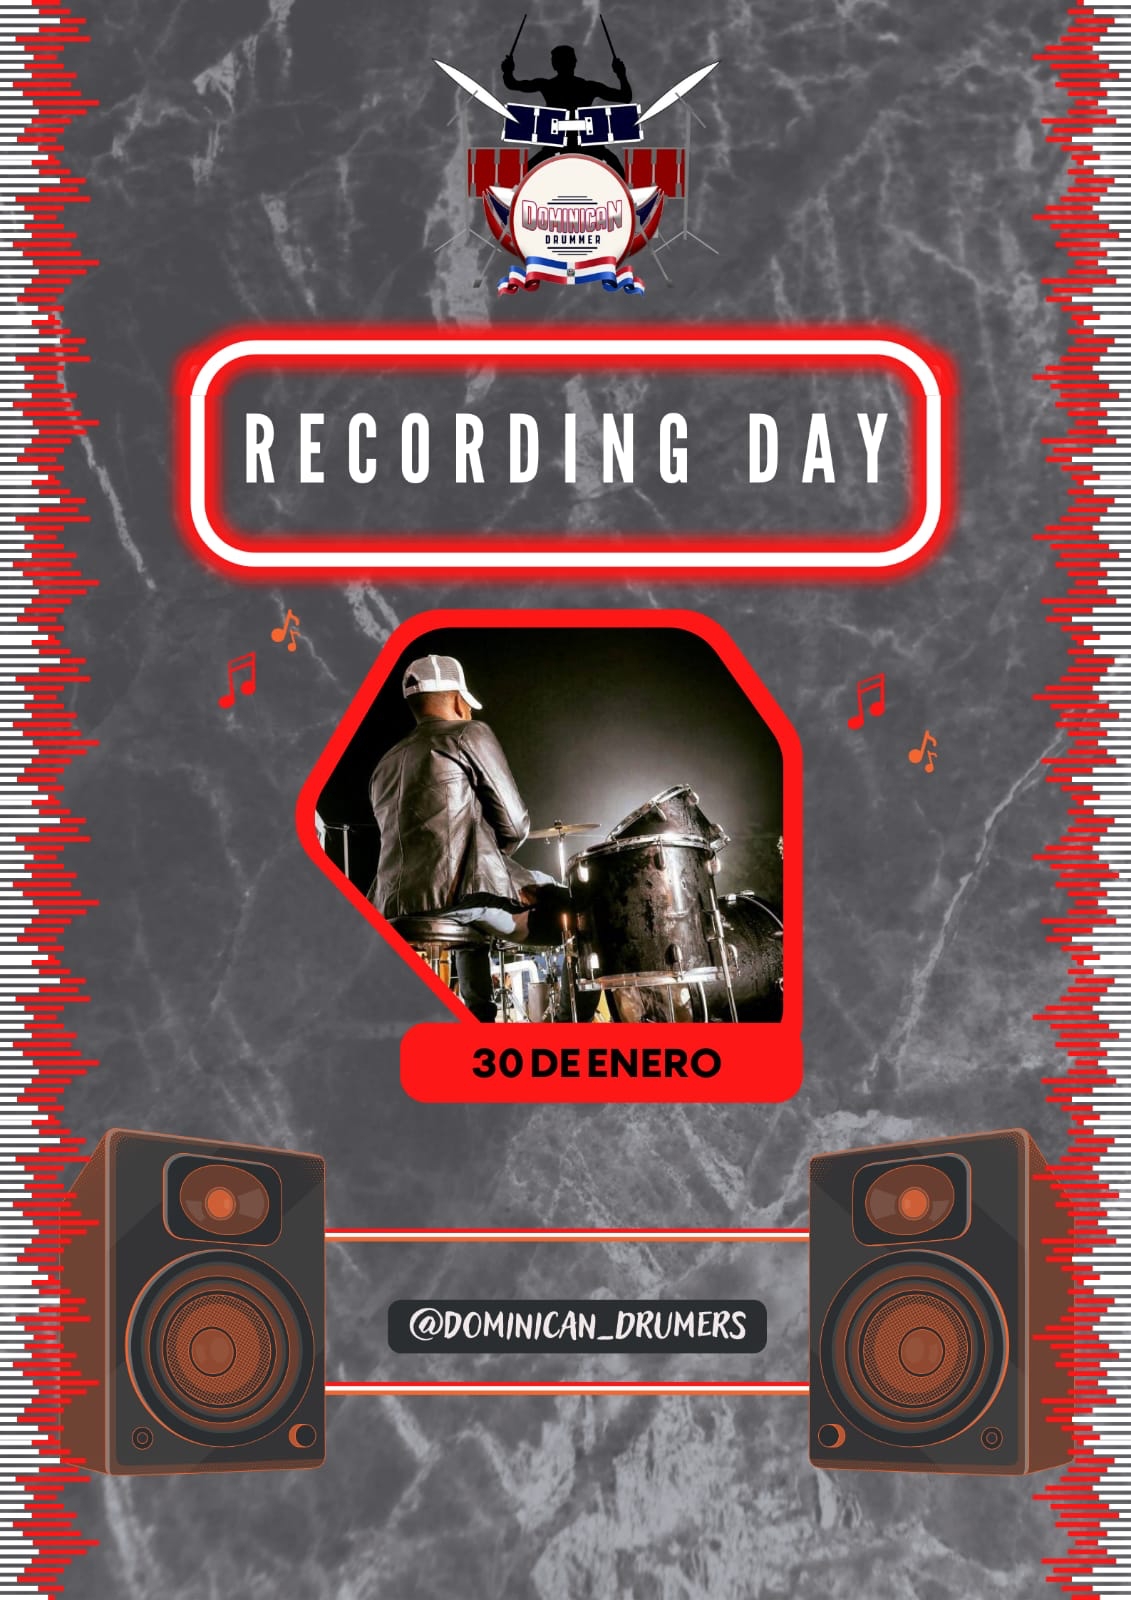 DOMINICAN
DRUMMER
RECORDING DAY
30 DE ENERO
@DOMINICAN_DRUMERS